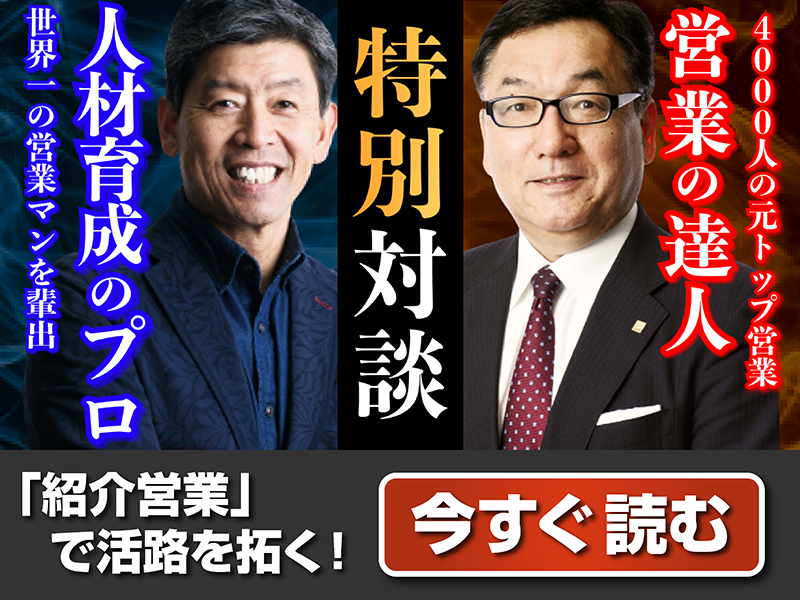 人材育成のプロ
世界一の営業マンを輩出
特別対談
4000人の元トップ営業
営業の達人
「紹介営業」
で活路を拓く！
今すぐ読む